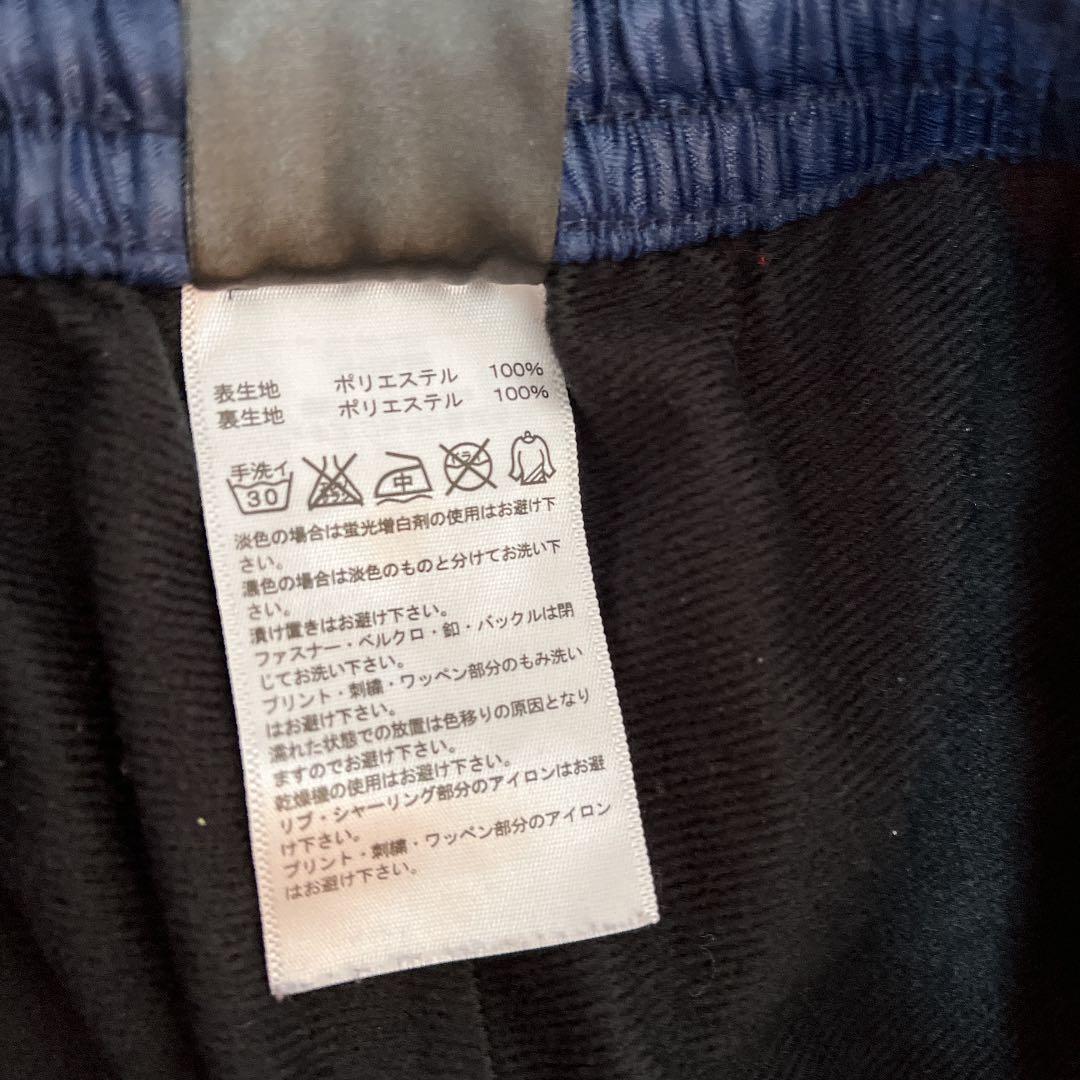 表生地 ポリエステル 100%
裏生地 ポリエステル 100%
手洗イ
30
エンソサラシ
中
ドライ
淡色の場合は蛍光増白剤の使用はお避け下
さい。
濃色の場合は淡色のものと分けてお洗い下
さい。
漬け置きはお避け下さい。
ファスナー・ベルクロ・釦・バックルは閉
じてお洗い下さい。
プリント・刺繍・ワッペン部分のもみ洗い
はお避け下さい。
濡れた状態での放置は色移りの原因となり
ますのでお避け下さい。
乾燥機の使用はお避け下さい。
リブ・シャーリング部分のアイロンはお避
け下さい。
プリント・刺繍・ワッペン部分のアイロン
はお避け下さい。